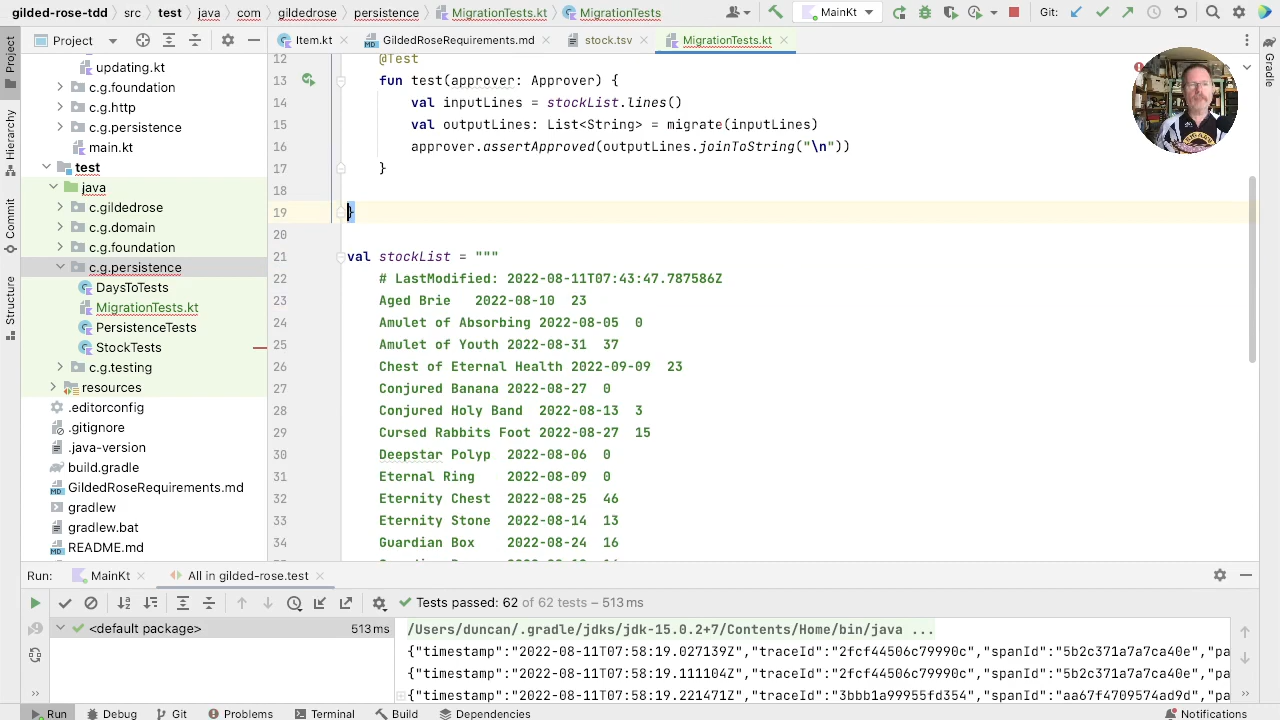 gilded-rose-tdd src test java com gildedrose persistence MigrationTests.kt MigrationTests MainKt Git:
Project Item.kt GildedRoseRequirements.md stock.tsv MigrationTests.kt
Project
Hierarchy
Commit
Structure
Gradle
updating.kt
c.g.foundation
c.g.http
c.g.persistence
main.kt
test
java
c.gildedrose
c.g.domain
c.g.foundation
c.g.persistence
DaysToTests
MigrationTests.kt
PersistenceTests
StockTests
c.g.testing
resources
.editorconfig
.gitignore
.java-version
build.gradle
GildedRoseRequirements.md
gradlew
gradlew.bat
README.md
12 @Test
13 fun test(approver: Approver) {
14 val inputLines = stockList.lines()
15 val outputLines: List<String> = migrate(inputLines)
16 approver.assertApproved(outputLines.joinToString("\n"))
17 }
18
19 }
20
21 val stockList = """
22 # LastModified: 2022-08-11T07:43:47.787586Z
23 Aged Brie 2022-08-10 23
24 Amulet of Absorbing 2022-08-05 0
25 Amulet of Youth 2022-08-31 37
26 Chest of Eternal Health 2022-09-09 23
27 Conjured Banana 2022-08-27 0
28 Conjured Holy Band 2022-08-13 3
29 Cursed Rabbits Foot 2022-08-27 15
30 Deepstar Polyp 2022-08-06 0
31 Eternal Ring 2022-08-09 0
32 Eternity Chest 2022-08-25 46
33 Eternity Stone 2022-08-14 13
34 Guardian Box 2022-08-24 16
Run: MainKt All in gilded-rose.test
Tests passed: 62 of 62 tests – 513 ms
<default package> 513 ms
/Users/duncan/.gradle/jdks/jdk-15.0.2+7/Contents/Home/bin/java ...
{"timestamp":"2022-08-11T07:58:19.027139Z","traceId":"2fcf44506c79990c","spanId":"5b2c371a7a7ca40e","pa
{"timestamp":"2022-08-11T07:58:19.111104Z","traceId":"2fcf44506c79990c","spanId":"5b2c371a7a7ca40e","pa
{"timestamp":"2022-08-11T07:58:19.221471Z","traceId":"3bbb1a99955fd354","spanId":"aa67f4709574ad9d","pa
Run Debug Git Problems Terminal Build Dependencies Notifications